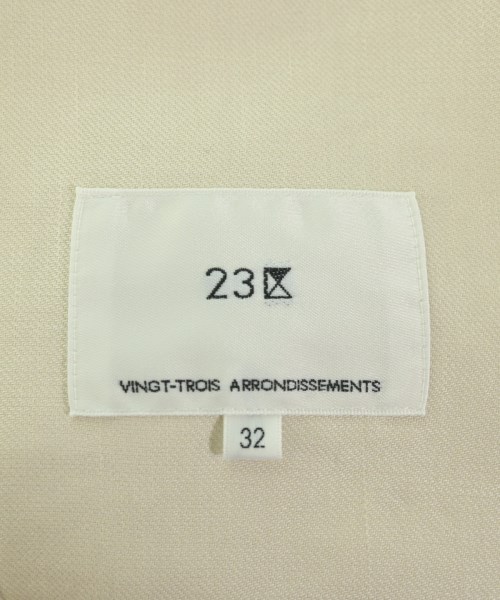 23区
VINGT-TROIS ARRONDISSEMENTS
32